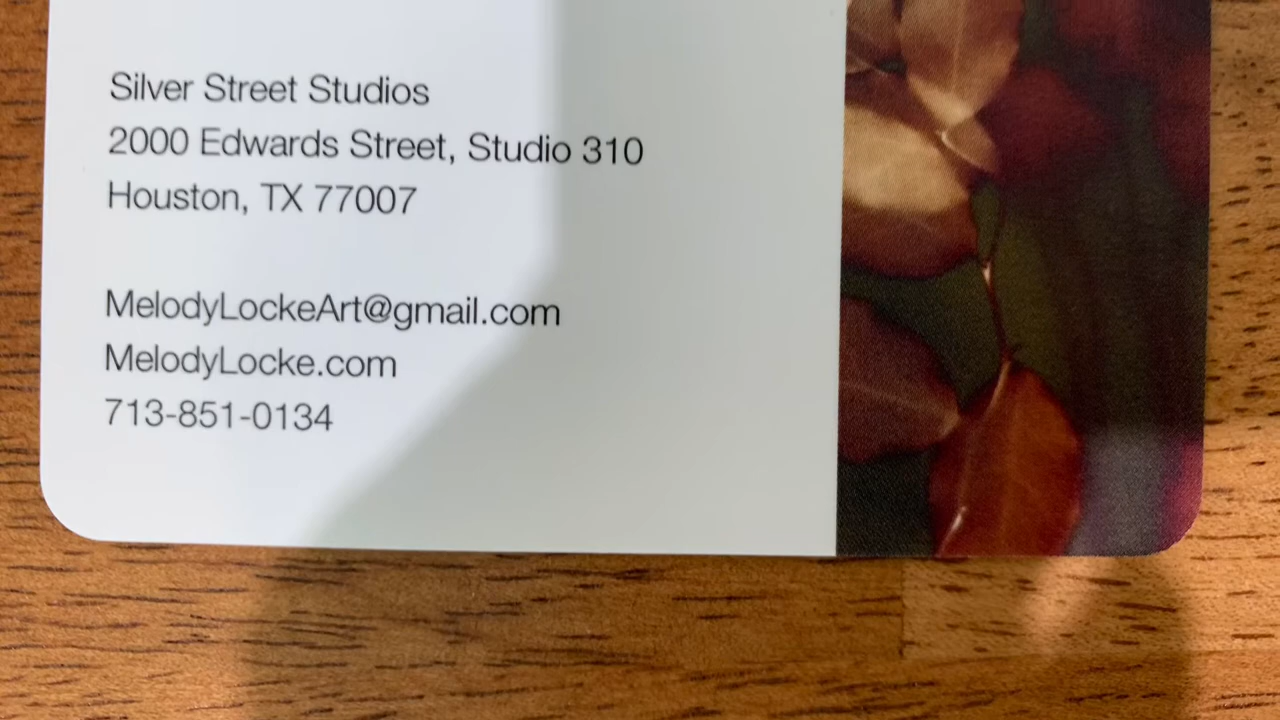 Silver Street Studios
2000 Edwards Street, Studio 310
Houston, TX 77007
MelodyLockeArt@gmail.com
MelodyLocke.com
713-851-0134